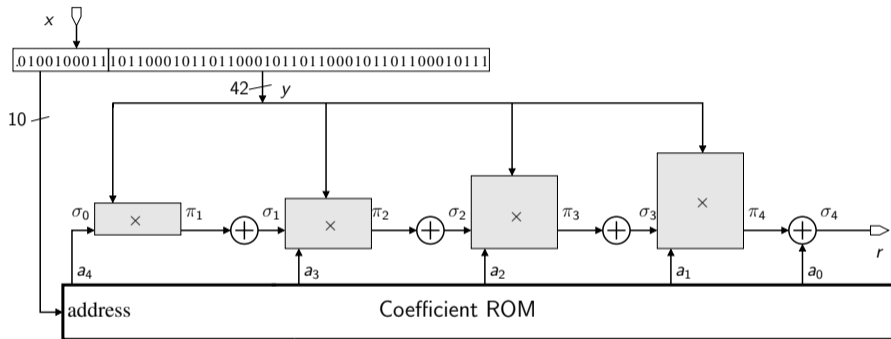 x
.0100100011 101100010110110001011011000101101100010111
42 y
10
σ0 × π1 + σ1 × π2 + σ2 × π3 + σ3 × π4 + σ4
r
a4 a3 a2 a1 a0
address Coefficient ROM